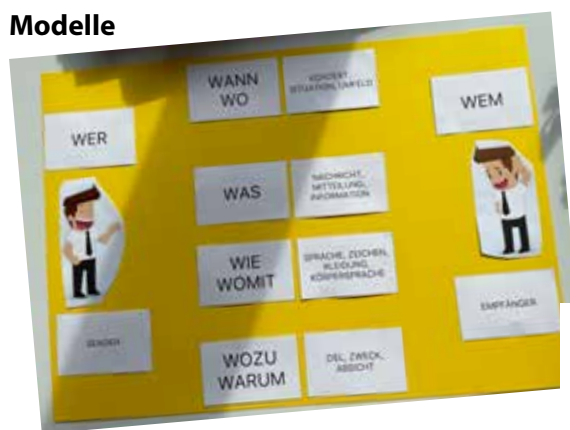 Modelle
WER
SENDER
WANN
WO
KONTEXT,
SITUATION, UMFELD
WAS
NACHRICHT,
MITTEILUNG,
INFORMATION
WIE
WOMIT
SPRACHE, ZEICHEN,
KLEIDUNG,
KÖRPERSPRACHE
WOZU
WARUM
ZWECK,
ABSICHT
WEM
EMPFÄNGER